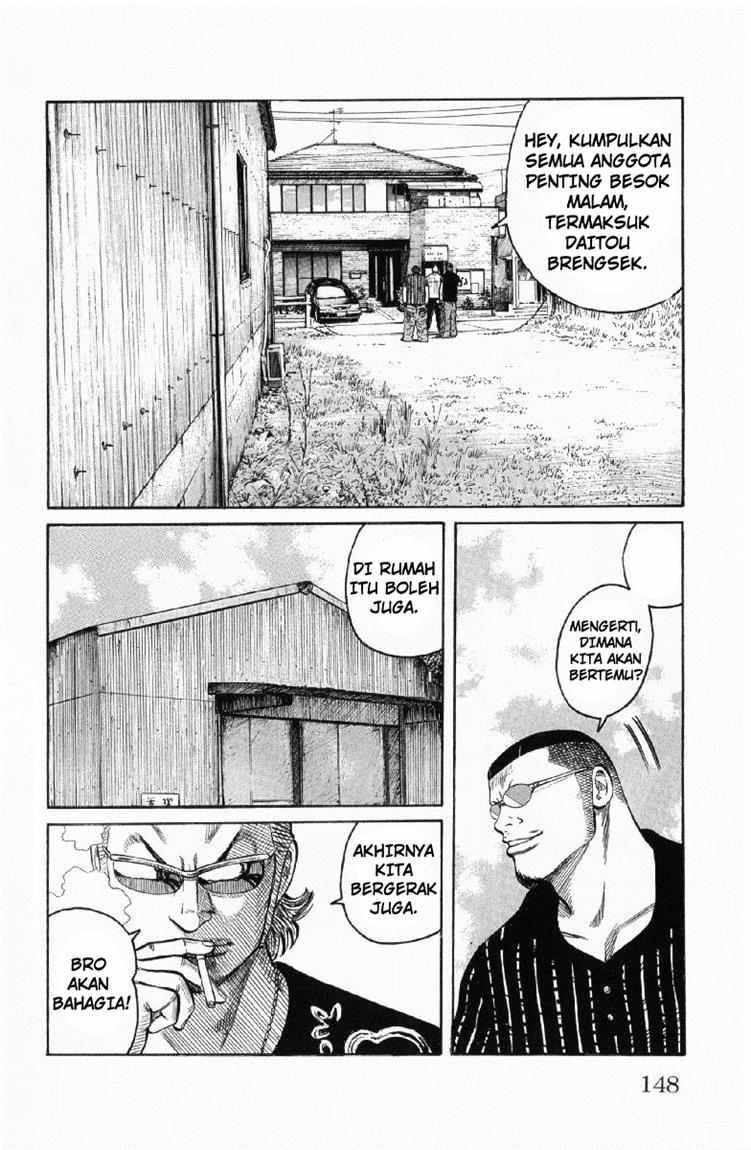 HEY, KUMPULKAN
SEMUA ANGGOTA
PENTING BESOK
MALAM,
TERMAKSUK
DAITOU
BRENGSEK.
MENGERTI,
DIMANA
KITA AKAN
BERTEMU?
DI RUMAH
ITU BOLEH
JUGA.
AKHIRNYA
KITA
BERGERAK
JUGA.
BRO
AKAN
BAHAGIA!
148